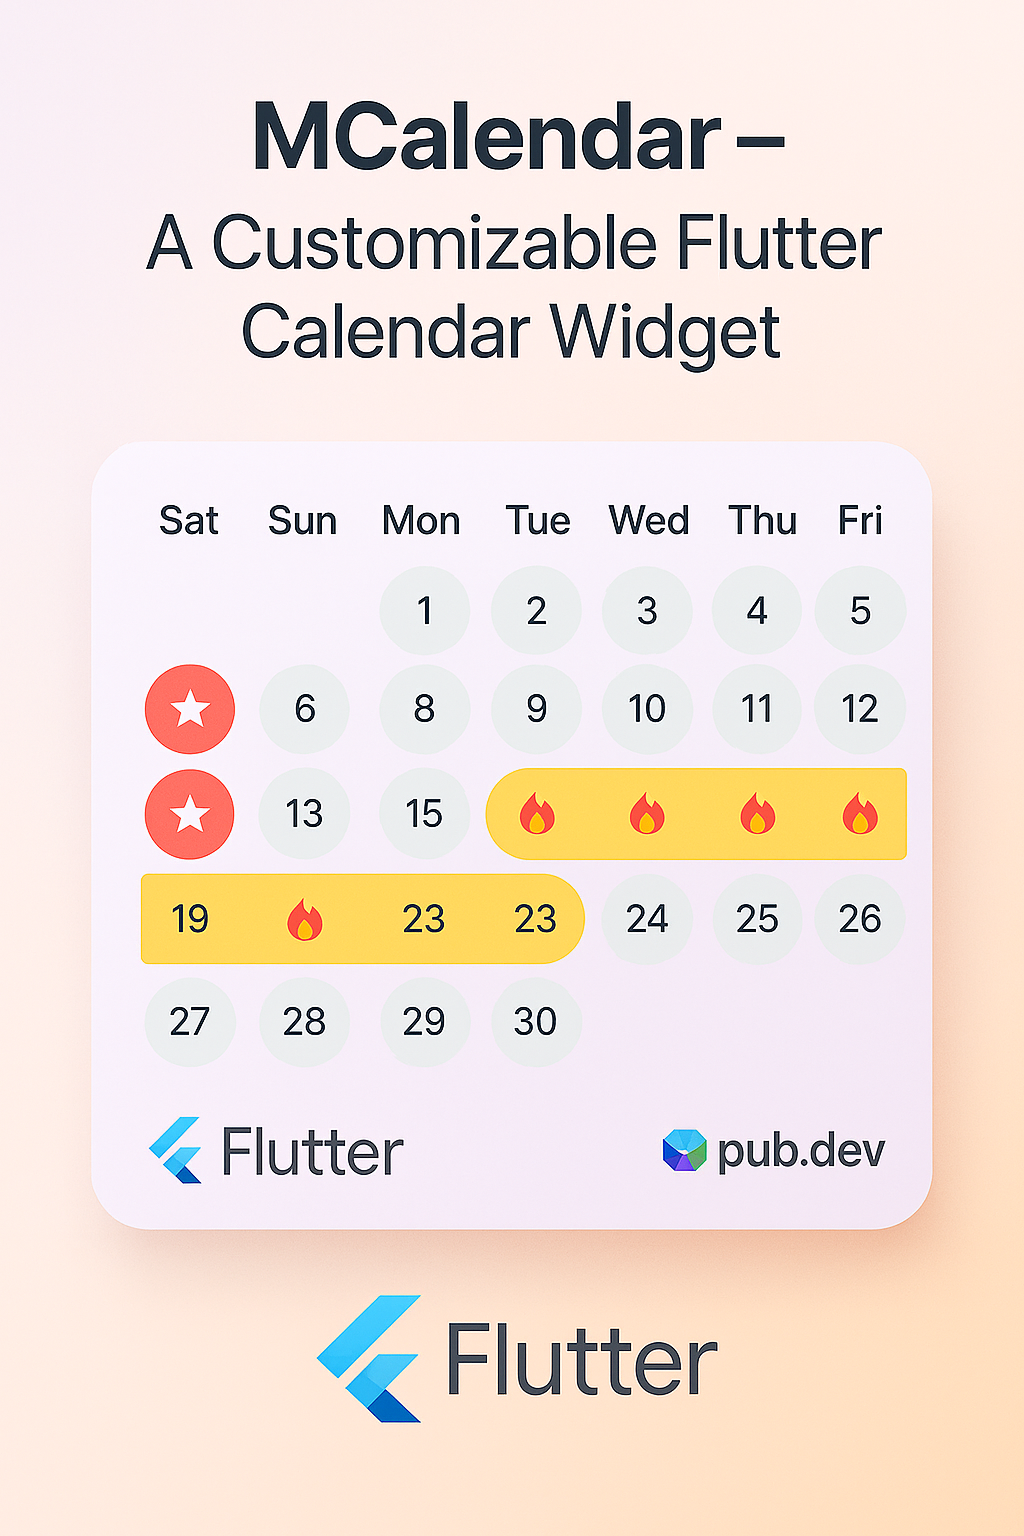 MCalendar –
A Customizable Flutter
Calendar Widget
Sat Sun Mon Tue Wed Thu Fri
1 2 3 4 5
6 8 9 10 11 12
13 15
19 23 23 24 25 26
27 28 29 30
Flutter pub.dev
Flutter